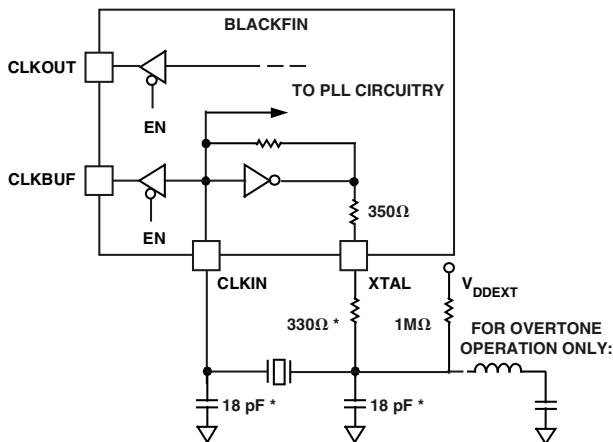 BLACKFIN
CLKOUT
TO PLL CIRCUITRY
EN
CLKBUF
350Ω
EN
CLKIN
XTAL
VDDEXT
330Ω *
1MΩ
FOR OVERTONE
OPERATION ONLY:
18 pF *
18 pF *